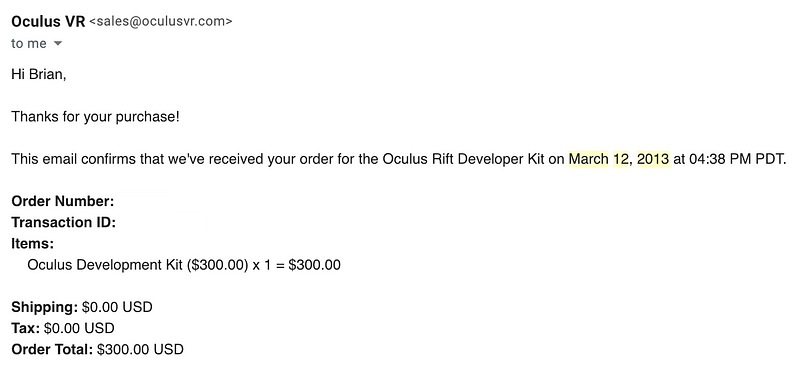 Oculus VR <sales@oculusvr.com>
to me
Hi Brian,
Thanks for your purchase!
This email confirms that we've received your order for the Oculus Rift Developer Kit on March 12, 2013 at 04:38 PM PDT.
Order Number:
Transaction ID:
Items:
Oculus Development Kit ($300.00) x 1 = $300.00
Shipping: $0.00 USD
Tax: $0.00 USD
Order Total: $300.00 USD